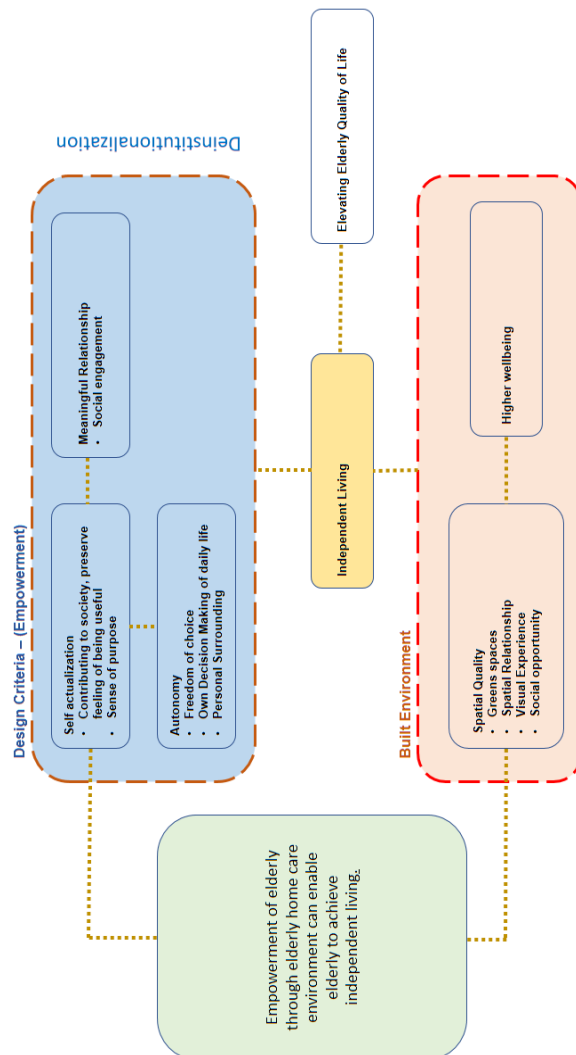 Empowerment of elderly
through elderly home care
environment can enable
elderly to achieve
independent living.
Design Criteria – (Empowerment)
Self actualization
• Contributing to society, preserve
feeling of being useful
• Sense of purpose
Meaningful Relationship
• Social engagement
Autonomy
• Freedom of choice
• Own Decision Making of daily life
• Personal Surrounding
Deinstitutionalization
Independent Living
Elevating Elderly Quality of Life
Built Environment
Spatial Quality
• Greens spaces
• Spatial Relationship
• Visual Experience
• Social opportunity
Higher wellbeing